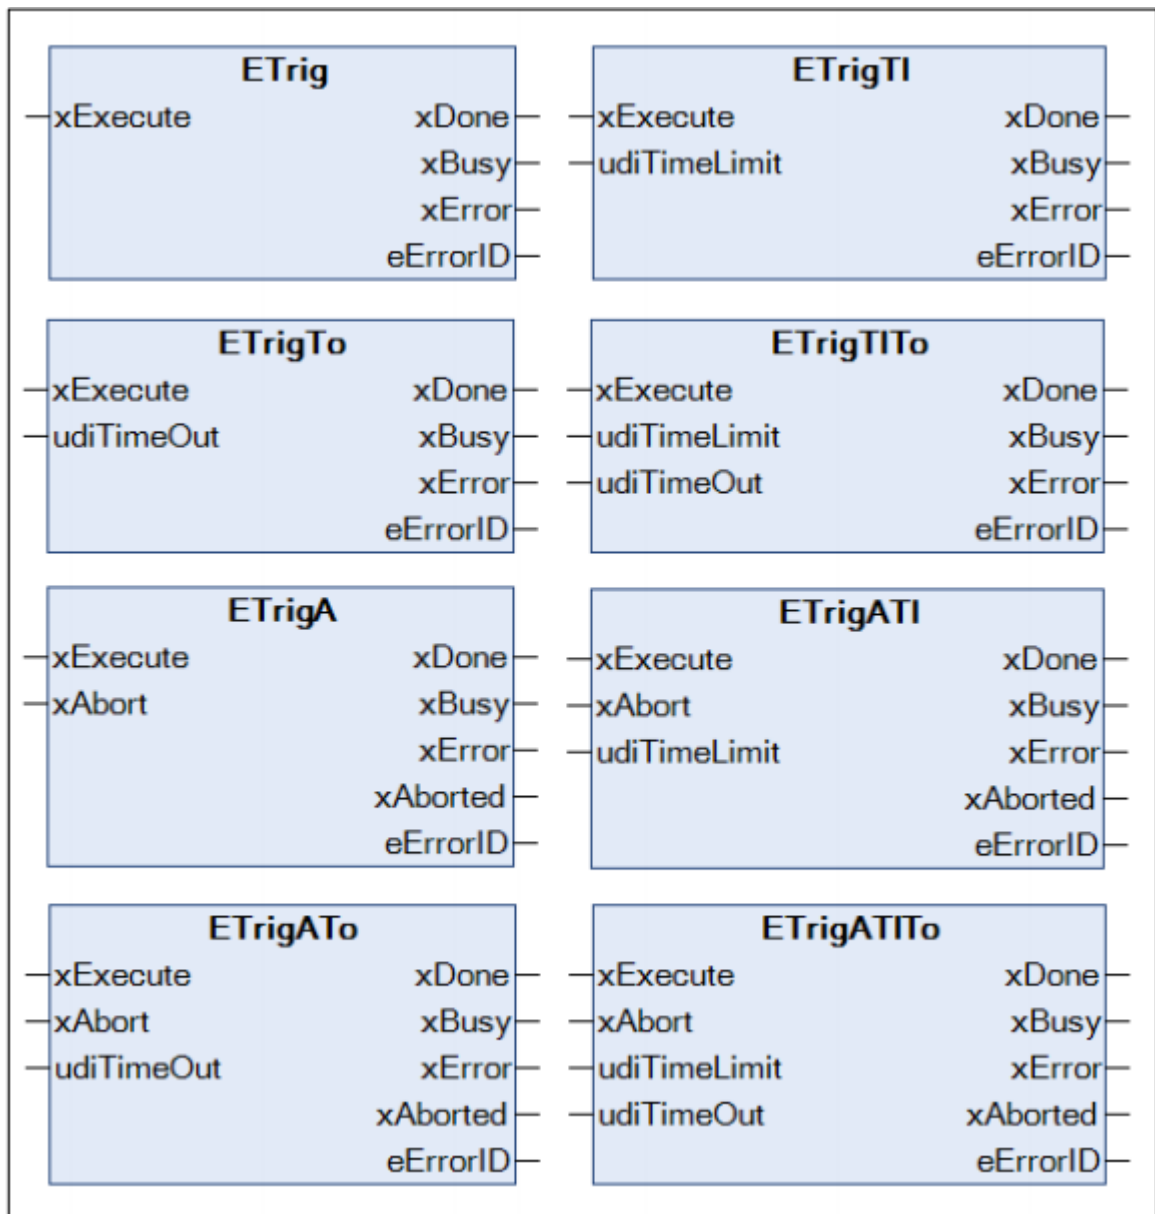 ETrig
xExecute xDone
xBusy
xError
eErrorID
ETrigTl
xExecute xDone
udiTimeLimit xBusy
xError
eErrorID
ETrigTo
xExecute xDone
udiTimeOut xBusy
xError
eErrorID
ETrigTlTo
xExecute xDone
udiTimeLimit xBusy
udiTimeOut xError
eErrorID
ETrigA
xExecute xDone
xAbort xBusy
xError
xAborted
eErrorID
ETrigATl
xExecute xDone
xAbort xBusy
udiTimeLimit xError
xAborted
eErrorID
ETrigATo
xExecute xDone
xAbort xBusy
udiTimeOut xError
xAborted
eErrorID
ETrigATlTo
xExecute xDone
xAbort xBusy
udiTimeLimit xError
udiTimeOut xAborted
eErrorID